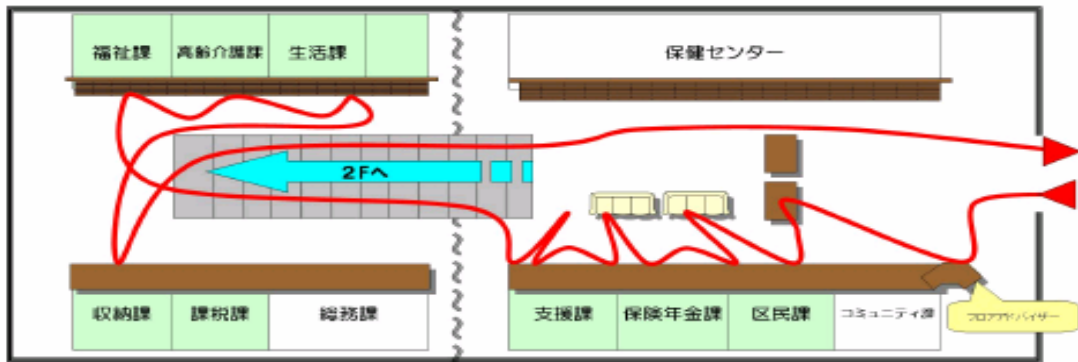 福祉課
高齢介護課
生活課
保健センター
2Fへ
収納課
課税課
総務課
支援課
保険年金課
区民課
コミュニティ課
フロアアドバイザー